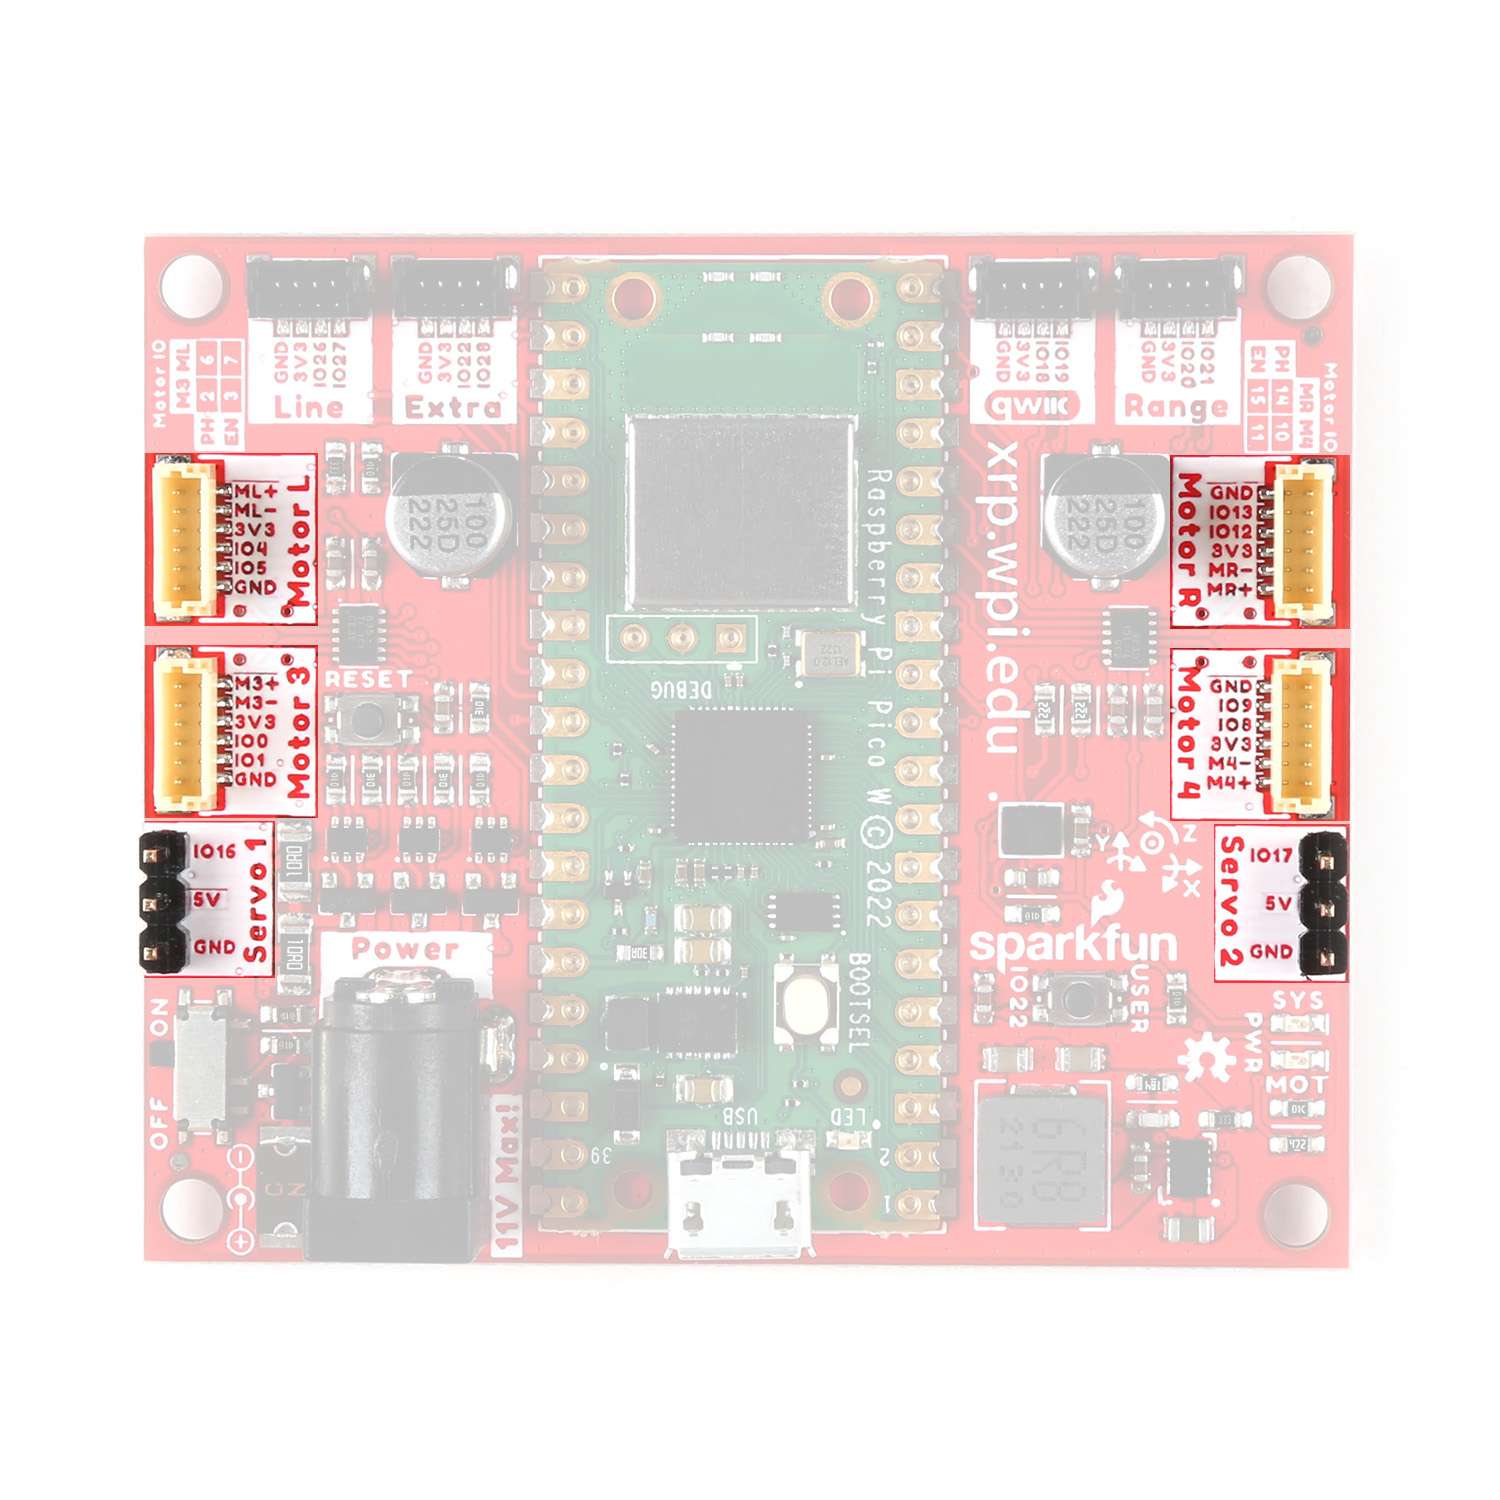 Motor IO
M3 ML
PH 2 6
EN 3 7
GND
3V3
IO26
IO27
Line
GND
3V3
IO22
IO28
Extra
GND
3V3
IO18
IO19
qwiic
GND
3V3
IO20
IO21
Range
Motor IO
MR M4
PH 14 10
EN 15 11
ML+
ML-
3V3
IO4
IO5
GND
Motor L
100
25D
222
Raspberry Pi Pico W © 2022
xrp.wpi.edu
100
25D
222
Motor R
GND
IO13
IO12
3V3
MR-
MR+
M3+
M3-
3V3
IO0
IO1
GND
Motor 3
RESET
DEBUG
Motor 4
GND
IO9
IO8
3V3
M4-
M4+
IO16
5V
GND
Servo 1
Y
Z
X
Servo 2
IO17
5V
GND
Power
sparkfun
BOOTSEL
IO22
USER
ON
OFF
SYS
PWR
MOT
11V Max!
USB
LED
39
2
1
6R8
2130